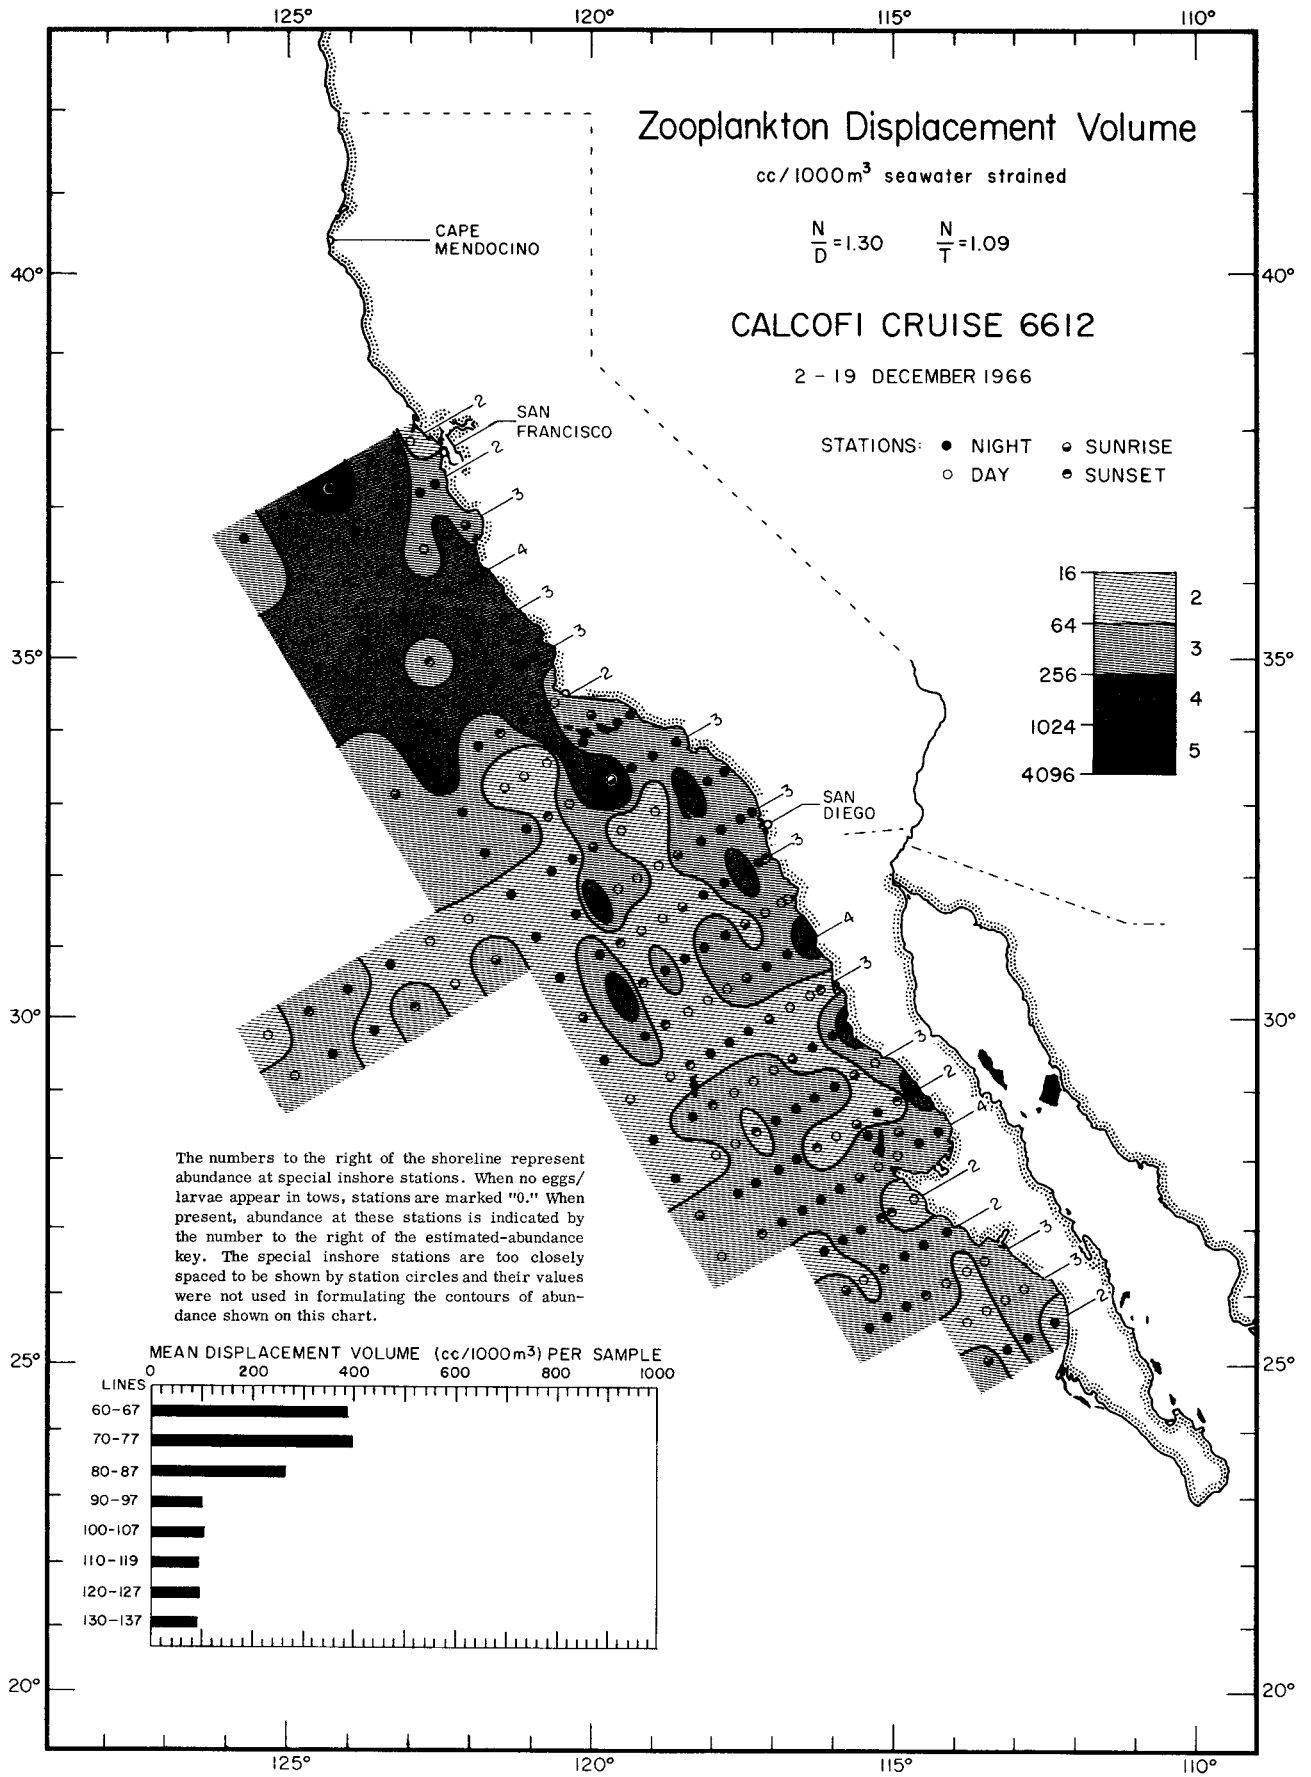 125°
120°
115°
110°
Zooplankton Displacement Volume
cc/1000m³ seawater strained
N/D =1.30 N/T =1.09
CALCOFI CRUISE 6612
2 – 19 DECEMBER 1966
STATIONS: NIGHT SUNRISE
DAY SUNSET
CAPE
MENDOCINO
40°
40°
2
SAN
FRANCISCO
2
3
4
3
3
2
3
3
SAN
DIEGO
3
4
3
3
2
4
2
2
3
3
2
16
64
256
1024
4096
2
3
4
5
35°
35°
30°
30°
The numbers to the right of the shoreline represent
abundance at special inshore stations. When no eggs/
larvae appear in tows, stations are marked "0." When
present, abundance at these stations is indicated by
the number to the right of the estimated-abundance
key. The special inshore stations are too closely
spaced to be shown by station circles and their values
were not used in formulating the contours of abun-
dance shown on this chart.
25°
25°
MEAN DISPLACEMENT VOLUME (cc/1000m³) PER SAMPLE
0 200 400 600 800 1000
LINES
60–67
70–77
80–87
90–97
100–107
110–119
120–127
130–137
20°
20°
125°
120°
115°
110°